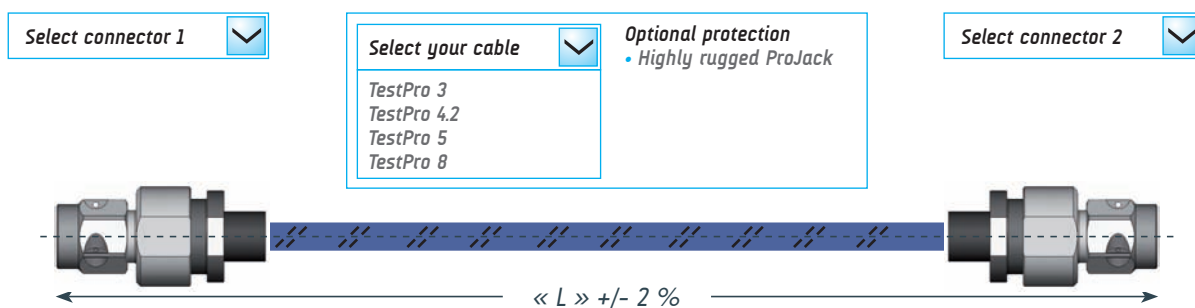 Select connector 1
Select your cable
TestPro 3
TestPro 4.2
TestPro 5
TestPro 8
Optional protection
• Highly rugged ProJack
Select connector 2
« L » +/- 2 %